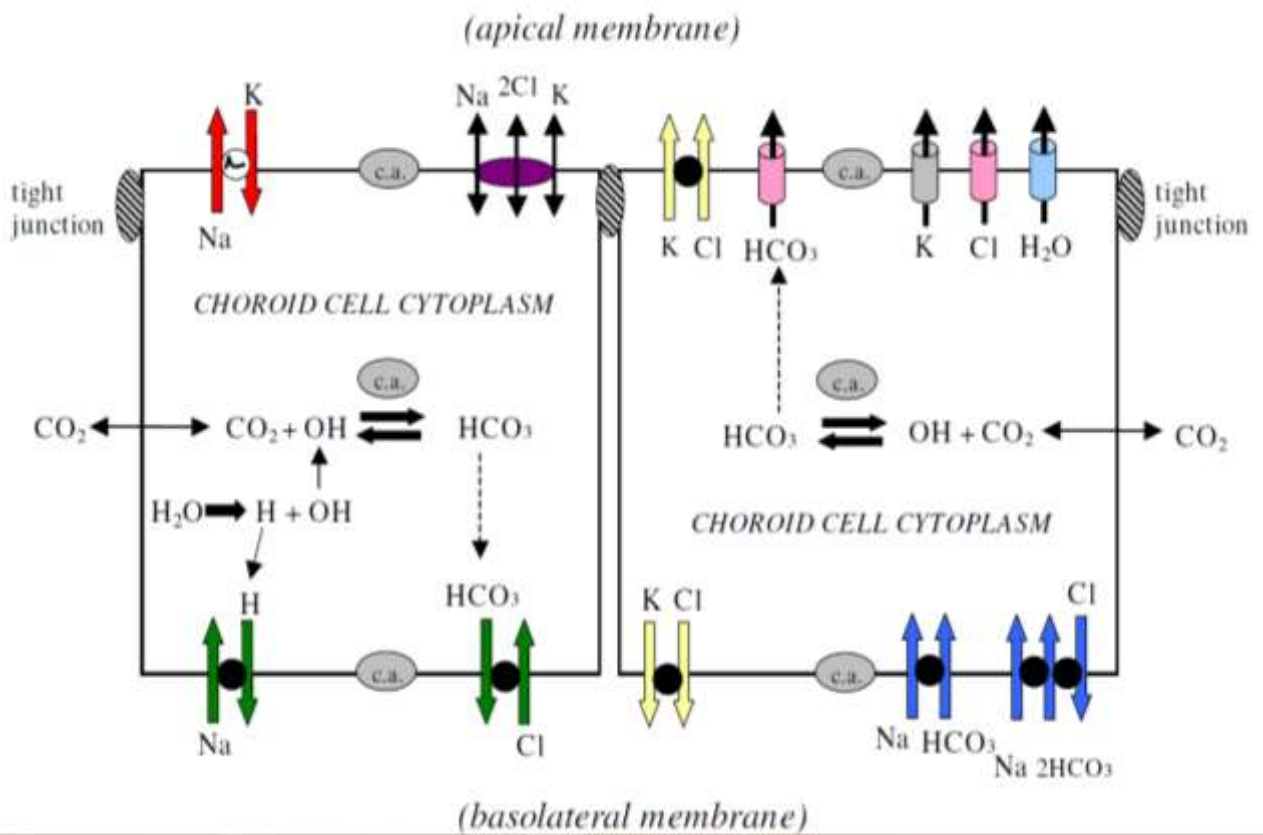 (apical membrane)
K
Na 2Cl K
c.a.
c.a.
tight
junction
tight
junction
Na
K Cl HCO₃
K Cl H₂O
CHOROID CELL CYTOPLASM
c.a.
c.a.
CO₂
CO₂ + OH
HCO₃
HCO₃
OH + CO₂
CO₂
H₂O
H + OH
CHOROID CELL CYTOPLASM
H
HCO₃
K Cl
Cl
c.a.
c.a.
Na
Cl
Na HCO₃
Na 2HCO₃
(basolateral membrane)